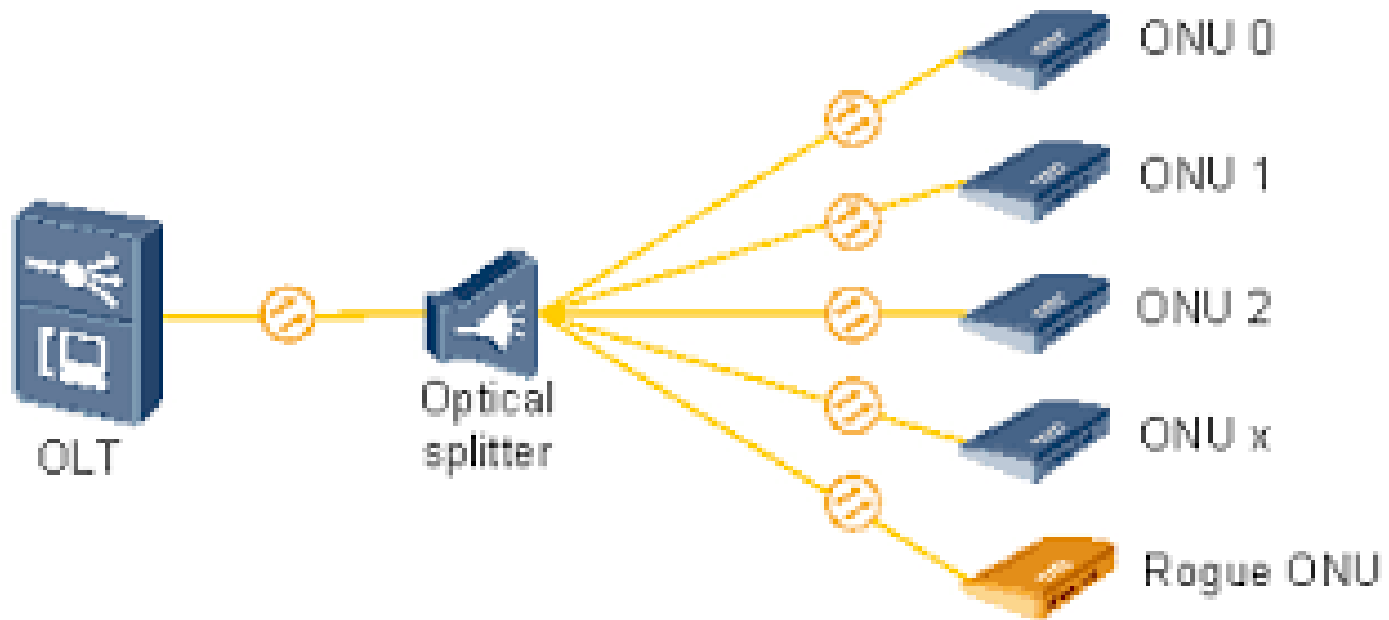 ONU 0
ONU 1
ONU 2
ONU x
Rogue ONU
Optical
splitter
OLT